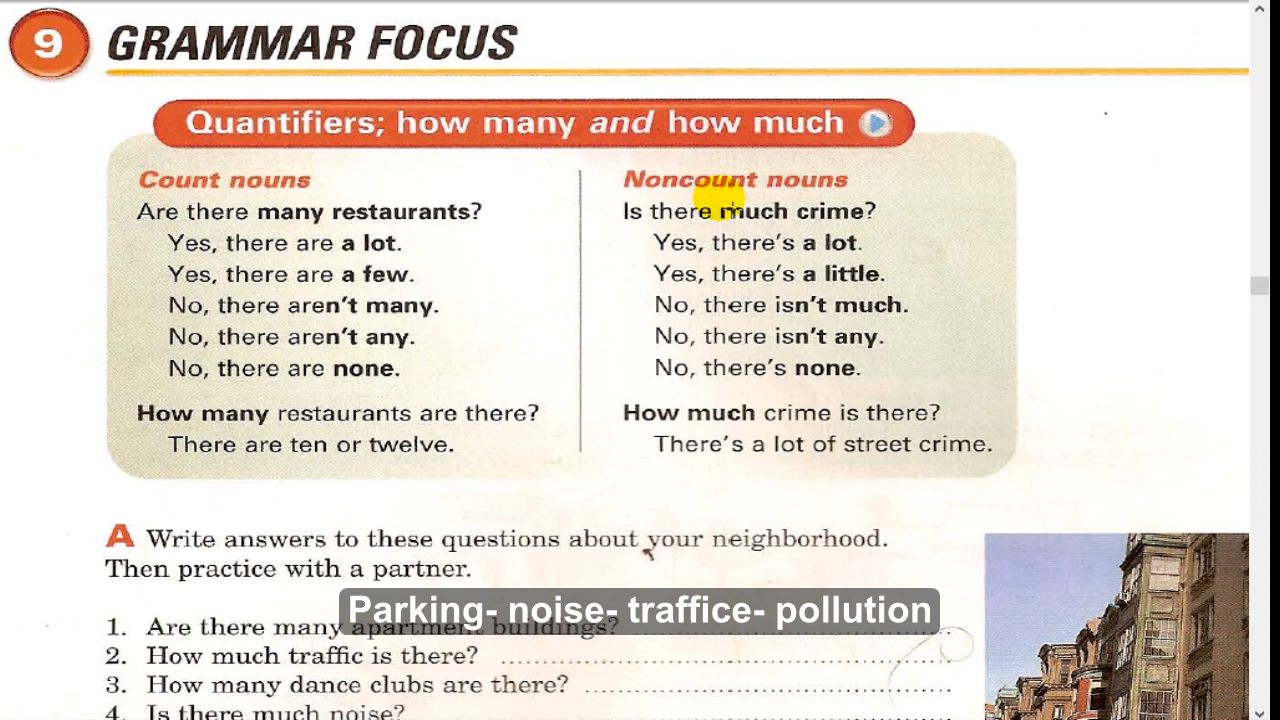 9 GRAMMAR FOCUS
Quantifiers; how many and how much
Count nouns
Are there many restaurants?
Yes, there are a lot.
Yes, there are a few.
No, there aren't many.
No, there aren't any.
No, there are none.
How many restaurants are there?
There are ten or twelve.
Noncount nouns
Is there much crime?
Yes, there's a lot.
Yes, there's a little.
No, there isn't much.
No, there isn't any.
No, there's none.
How much crime is there?
There's a lot of street crime.
A Write answers to these questions about your neighborhood.
Then practice with a partner.
Parking- noise- traffice- pollution
1. Are there many apartment buildings?
2. How much traffic is there?
3. How many dance clubs are there?
4. Is there much noise?